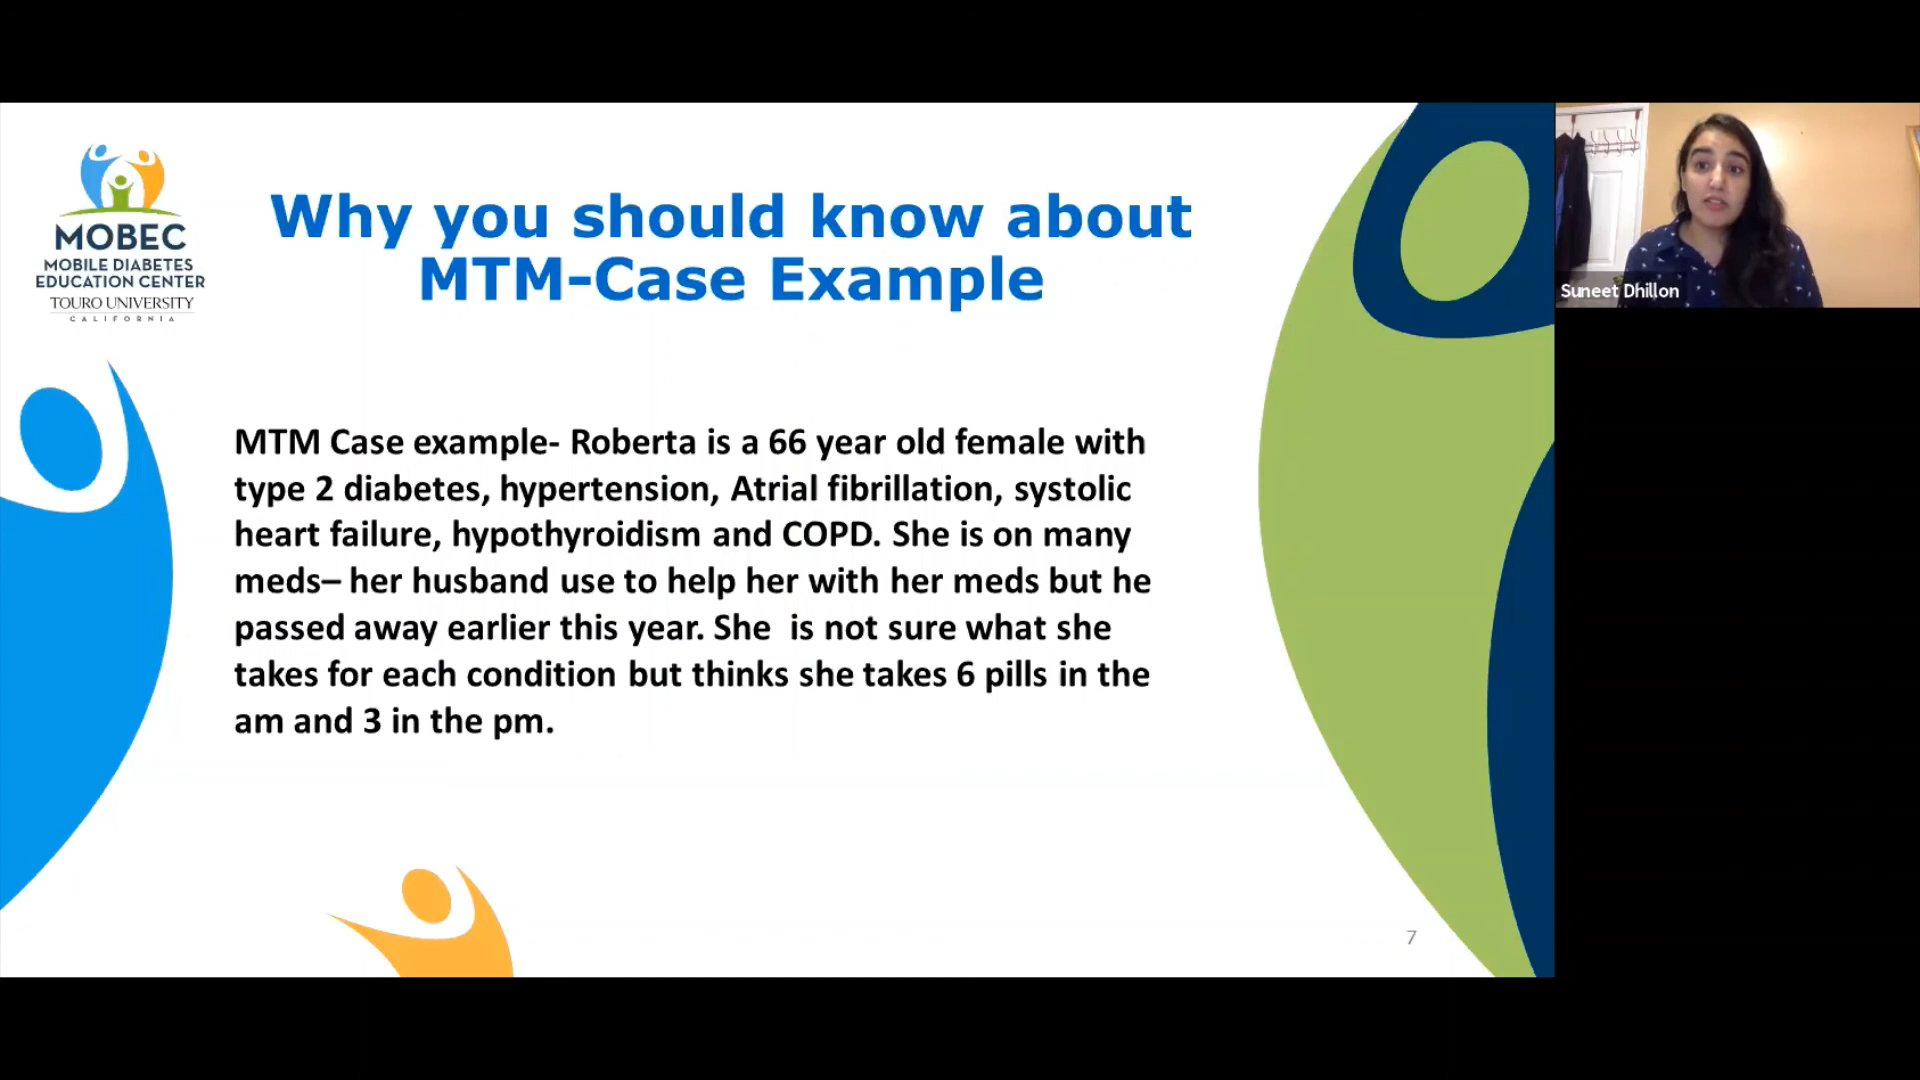 MOBEC
MOBILE DIABETES
EDUCATION CENTER
TOURO UNIVERSITY
CALIFORNIA
Why you should know about
MTM-Case Example
Suneet Dhillon
MTM Case example- Roberta is a 66 year old female with
type 2 diabetes, hypertension, Atrial fibrillation, systolic
heart failure, hypothyroidism and COPD. She is on many
meds– her husband use to help her with her meds but he
passed away earlier this year. She  is not sure what she
takes for each condition but thinks she takes 6 pills in the
am and 3 in the pm.
7